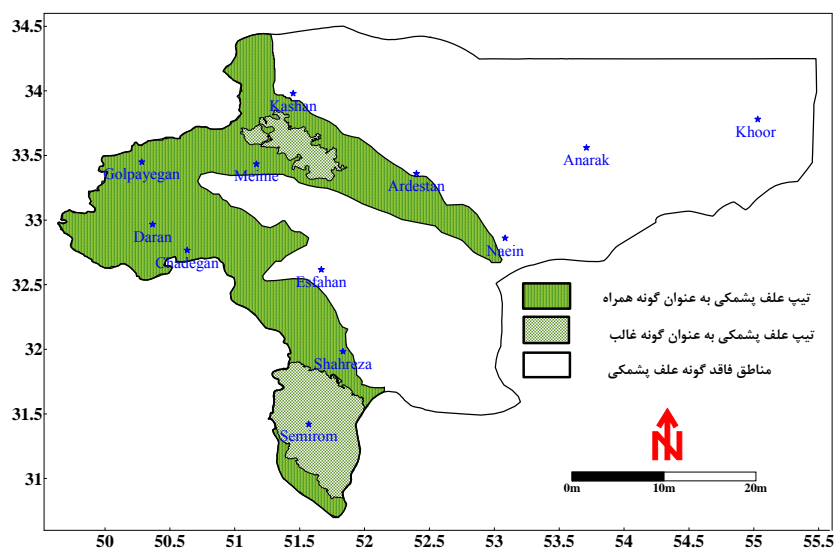 34.5
34
33.5
33
32.5
32
31.5
31
Kashan
Khoor
Anarak
Golpayegan
Meime
Ardestan
Daran
Chadegan
Naein
Esfahan
Shahreza
Semirom
تیپ علف پشمکی به عنوان گونه همراه
تیپ علف پشمکی به عنوان گونه غالب
مناطق فاقد گونه علف پشمکی
N
0m 10m 20m
50 50.5 51 51.5 52 52.5 53 53.5 54 54.5 55 55.5